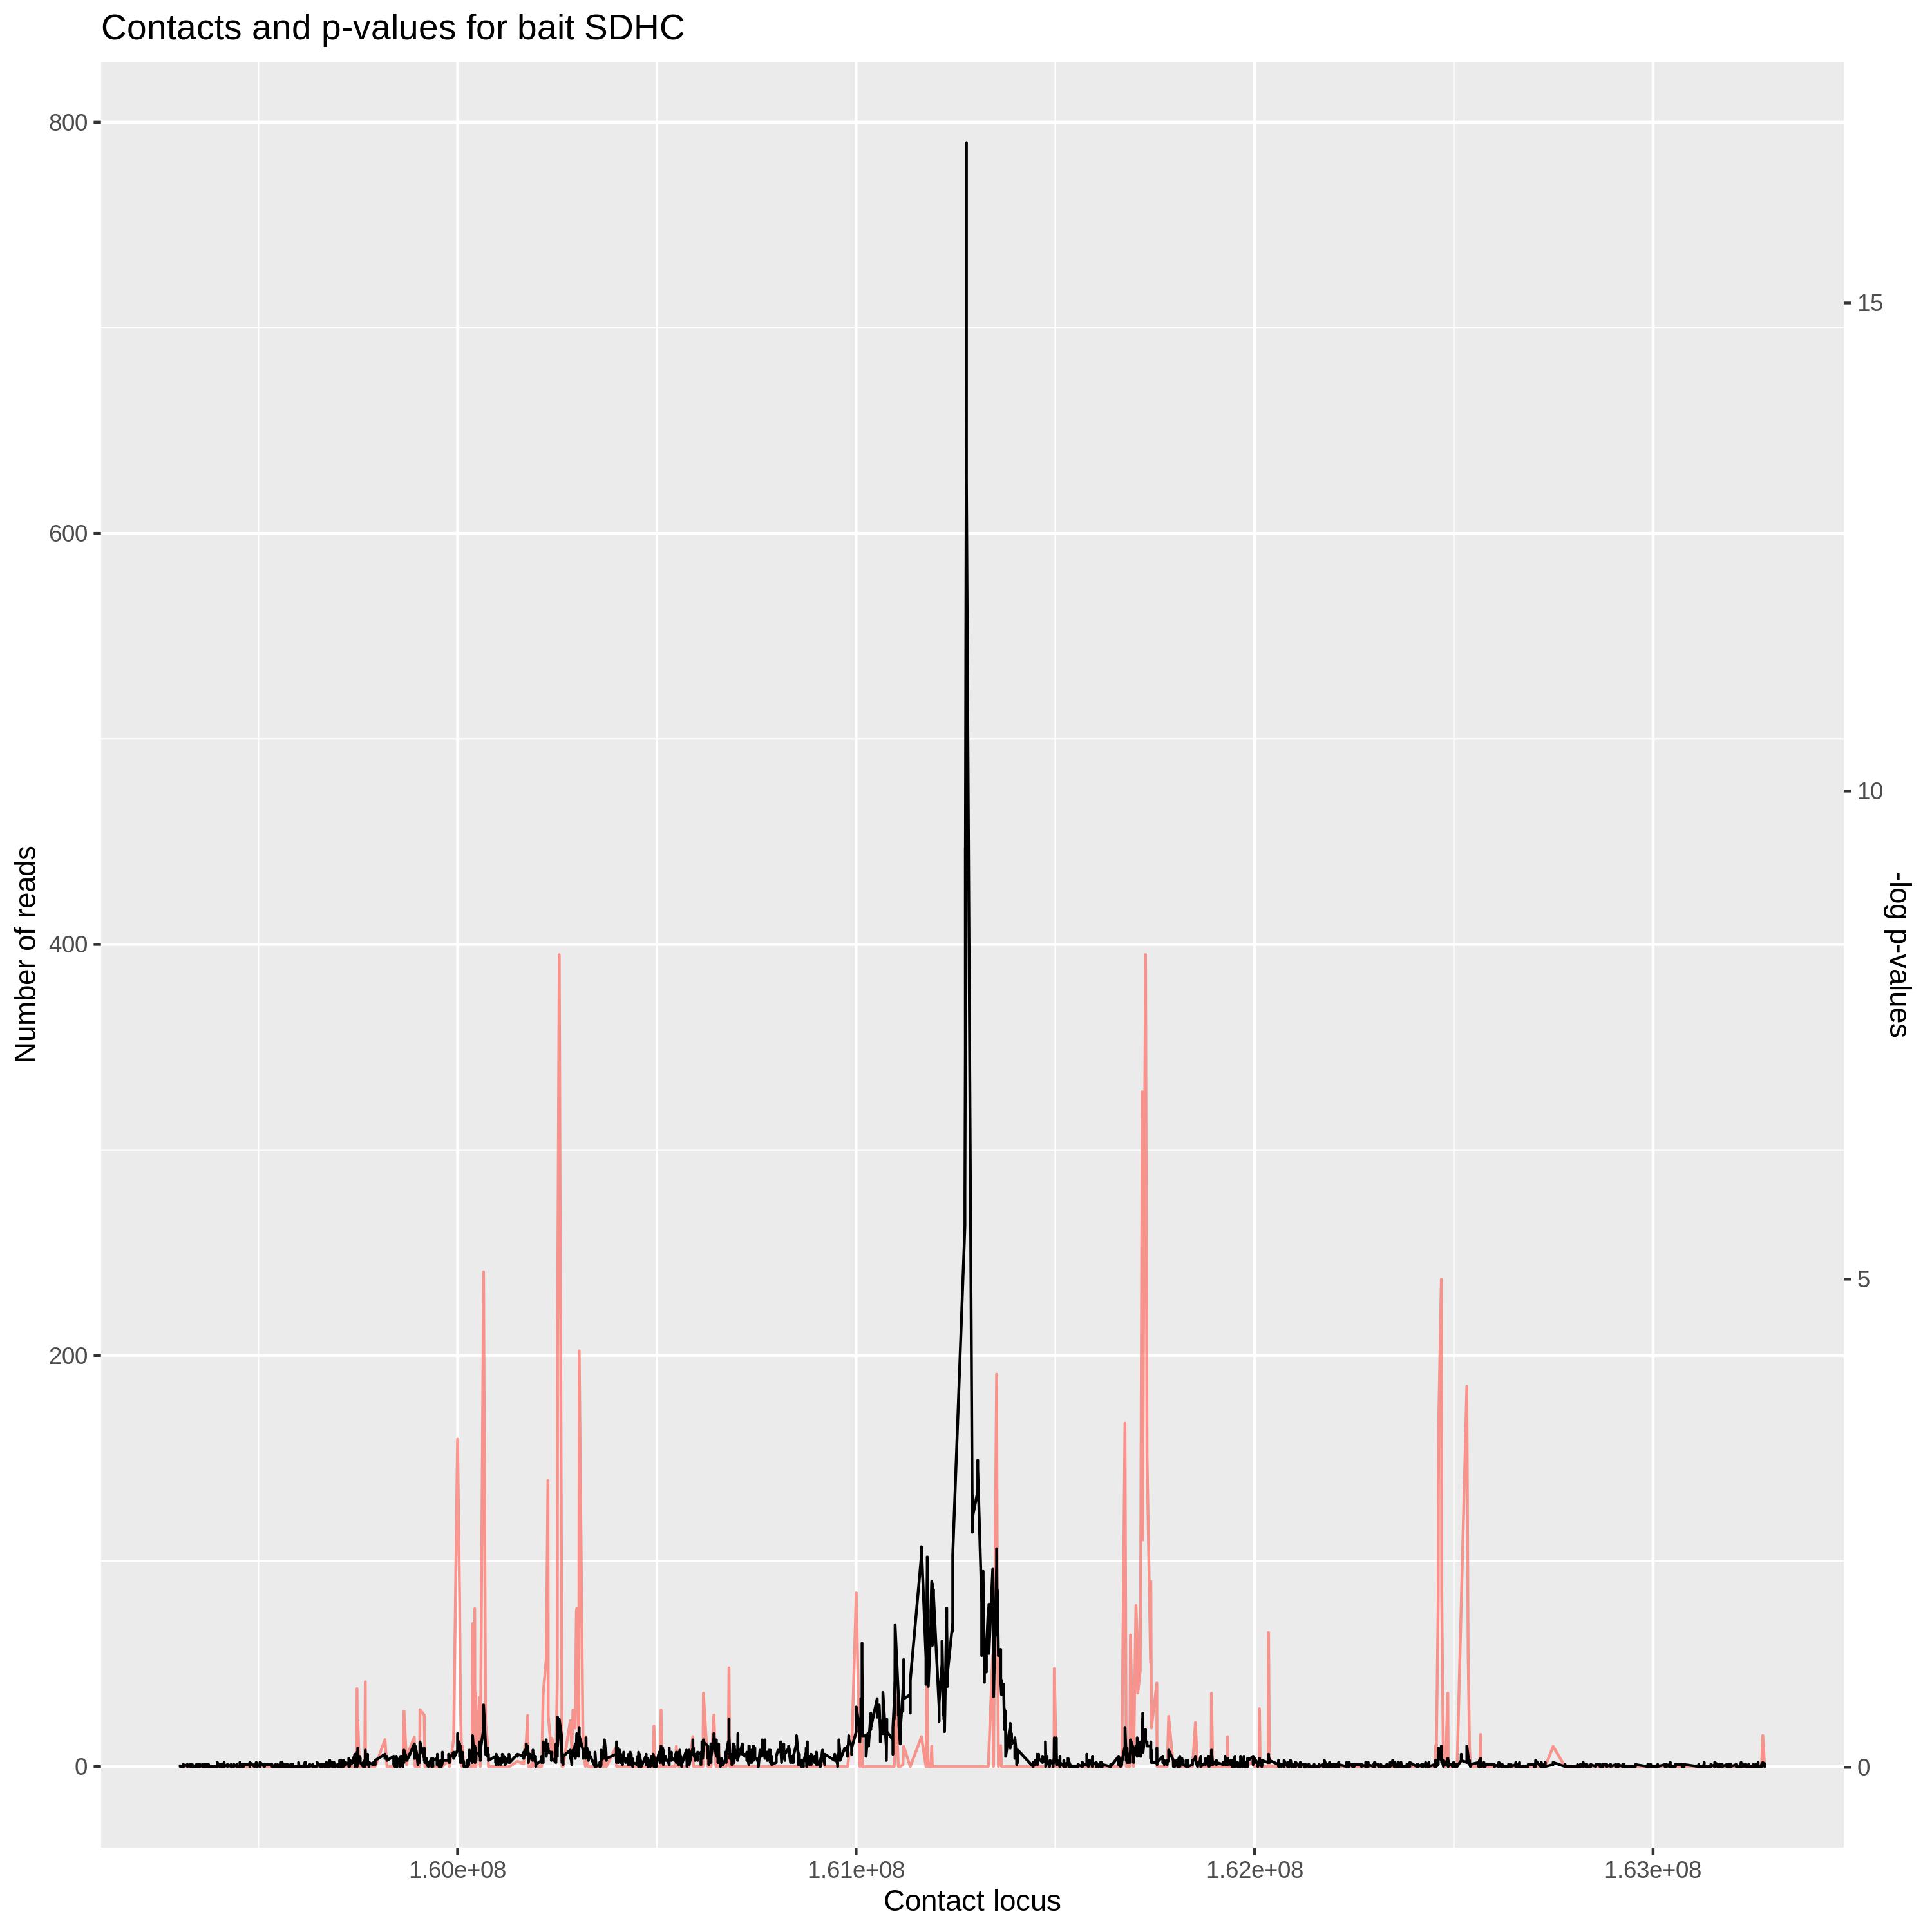 Contacts and p-values for bait SDHC
800
600
400
200
0
Number of reads
15
10
5
0
-log p-values
1.60e+08
1.61e+08
1.62e+08
1.63e+08
Contact locus